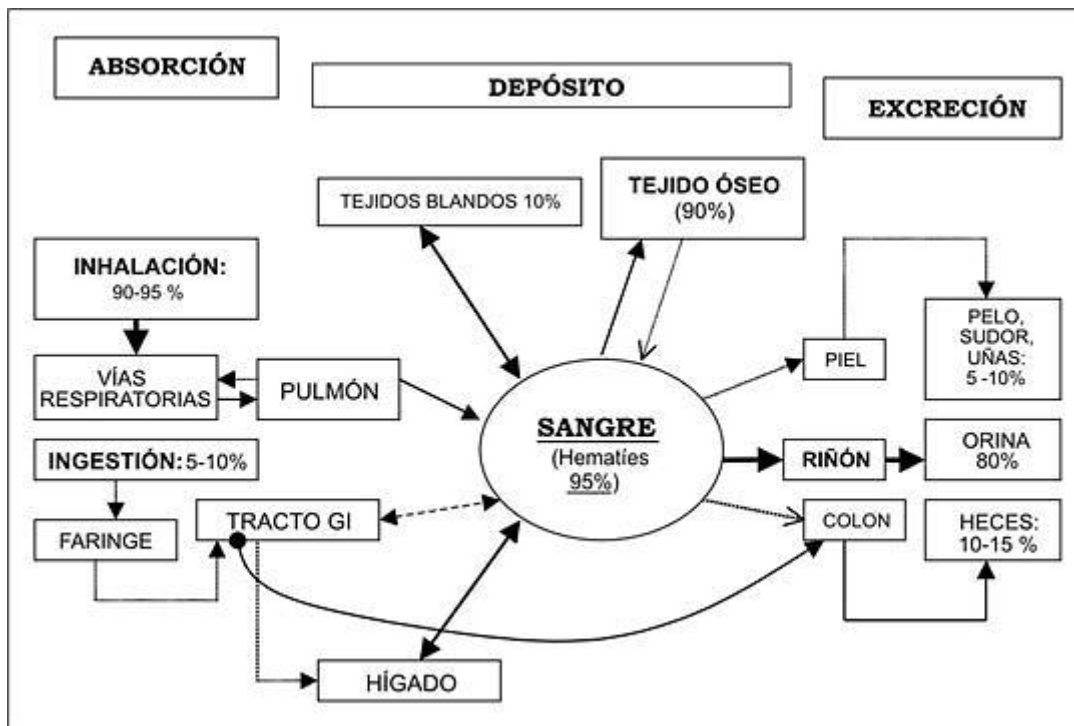 ABSORCIÓN
DEPÓSITO
EXCRECIÓN
TEJIDOS BLANDOS 10%
TEJIDO ÓSEO
(90%)
INHALACIÓN:
90-95 %
VÍAS
RESPIRATORIAS
PULMÓN
INGESTIÓN: 5-10%
FARINGE
TRACTO GI
HÍGADO
SANGRE
(Hematíes
95%)
PIEL
PELO,
SUDOR,
UÑAS:
5 -10%
RIÑÓN
ORINA
80%
COLON
HECES:
10-15 %